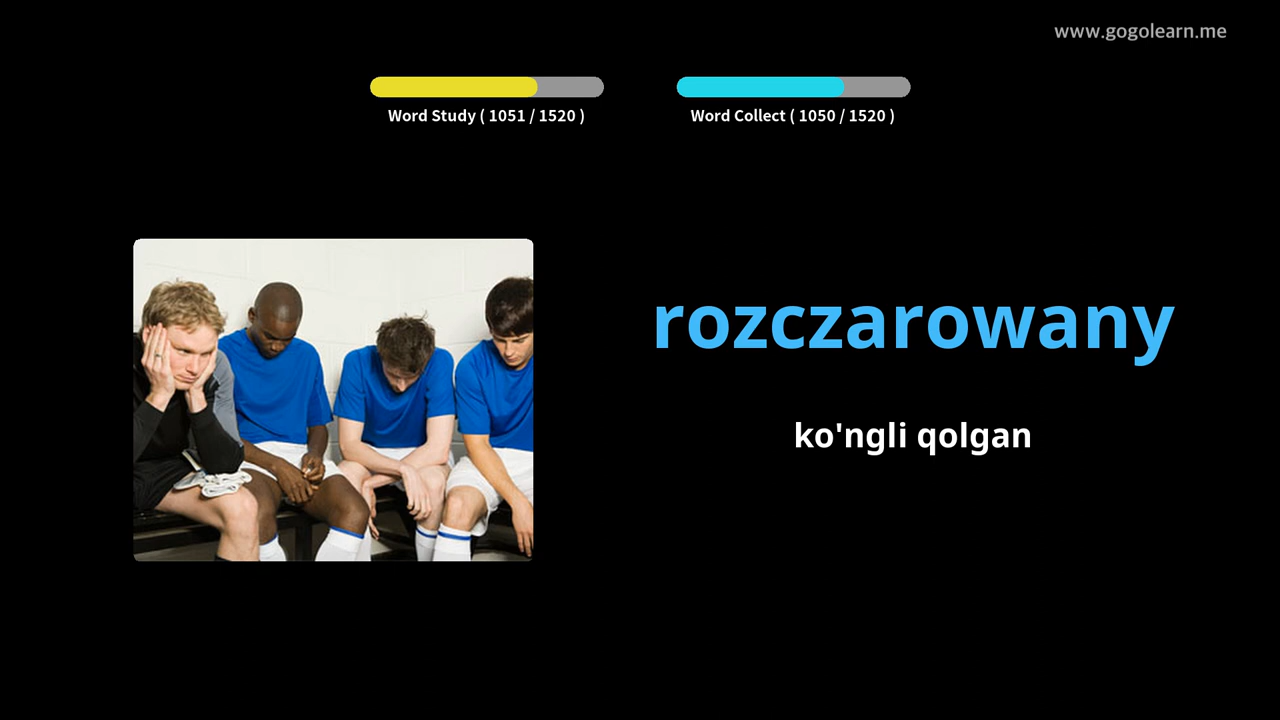 www.gogolearn.me
Word Study ( 1051 / 1520 )
Word Collect ( 1050 / 1520 )
rozczarowany
ko'ngli qolgan